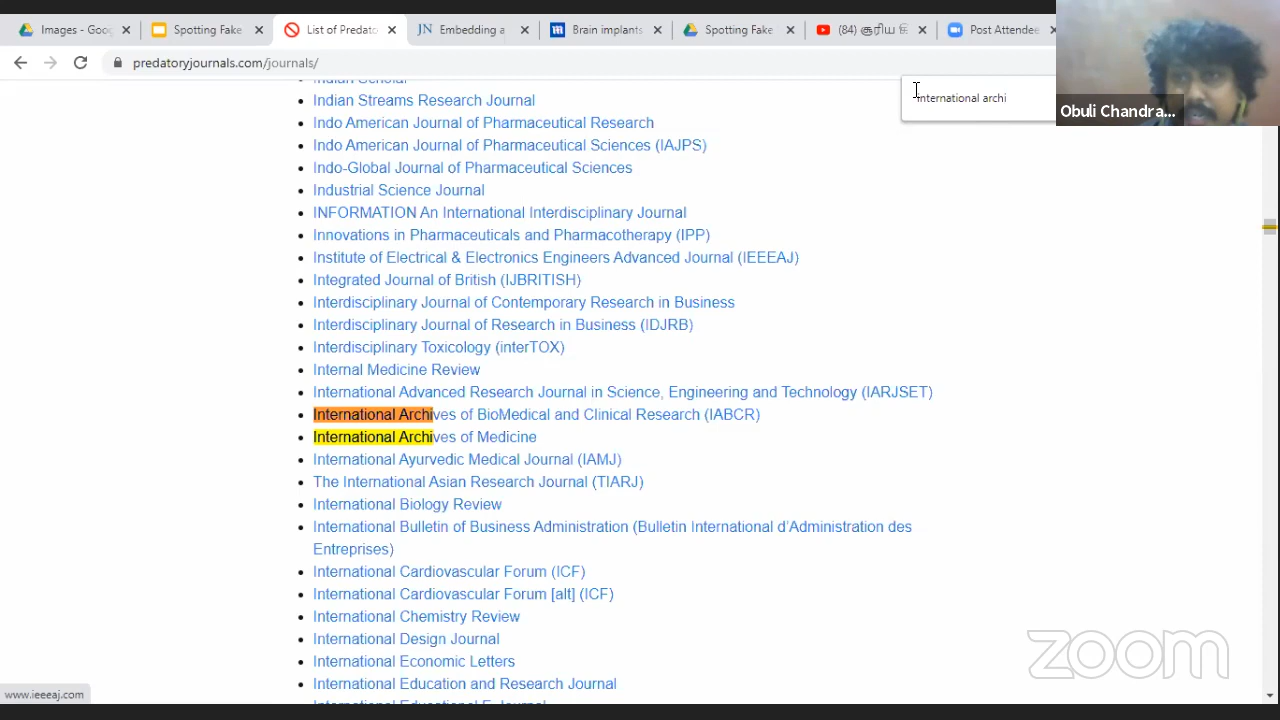 Images - Goo
Spotting Fake
List of Predato
Embedding a
Brain implants
Spotting Fake
(84) சூரிய
Post Attendee
predatoryjournals.com/journals/
international archi
Obuli Chandra...
Indian Scholar
Indian Streams Research Journal
Indo American Journal of Pharmaceutical Research
Indo American Journal of Pharmaceutical Sciences (IAJPS)
Indo-Global Journal of Pharmaceutical Sciences
Industrial Science Journal
INFORMATION An International Interdisciplinary Journal
Innovations in Pharmaceuticals and Pharmacotherapy (IPP)
Institute of Electrical & Electronics Engineers Advanced Journal (IEEEAJ)
Integrated Journal of British (IJBRITISH)
Interdisciplinary Journal of Contemporary Research in Business
Interdisciplinary Journal of Research in Business (IDJRB)
Interdisciplinary Toxicology (interTOX)
Internal Medicine Review
International Advanced Research Journal in Science, Engineering and Technology (IARJSET)
International Archives of BioMedical and Clinical Research (IABCR)
International Archives of Medicine
International Ayurvedic Medical Journal (IAMJ)
The International Asian Research Journal (TIARJ)
International Biology Review
International Bulletin of Business Administration (Bulletin International d'Administration des
Entreprises)
International Cardiovascular Forum (ICF)
International Cardiovascular Forum [alt] (ICF)
International Chemistry Review
International Design Journal
International Economic Letters
International Education and Research Journal
International Educational E-Journal
www.ieeeaj.com
zoom